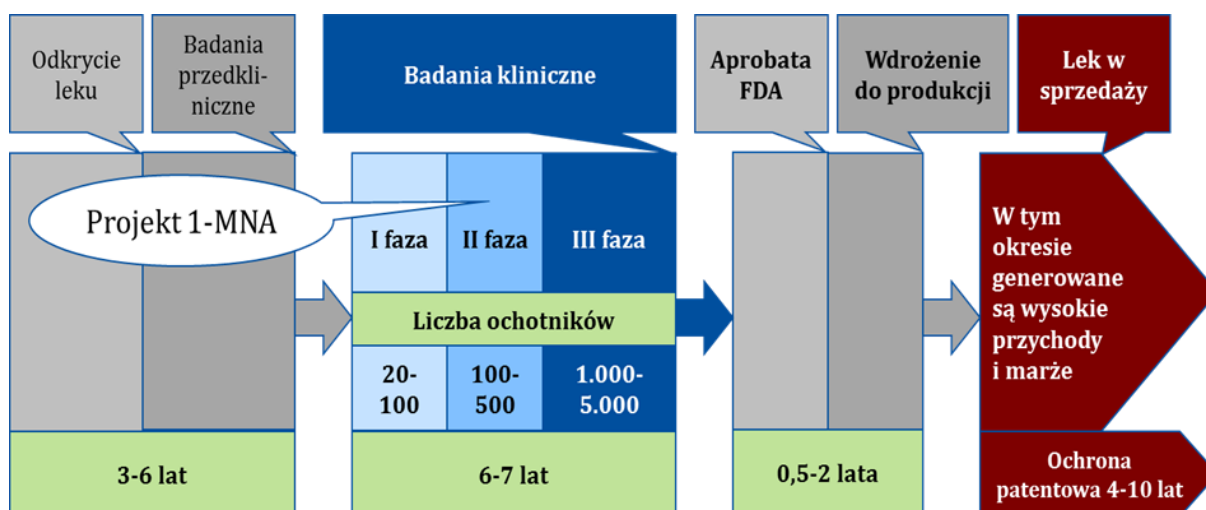 Odkrycie
leku
Badania
przedkli-
niczne
Badania kliniczne
Aprobata
FDA
Wdrożenie
do produkcji
Lek w
sprzedaży
Projekt 1-MNA
I faza
II faza
III faza
Liczba ochotników
20-
100
100-
500
1.000-
5.000
W tym
okresie
generowane
są wysokie
przychody
i marże
3-6 lat
6-7 lat
0,5-2 lata
Ochrona
patentowa 4-10 lat